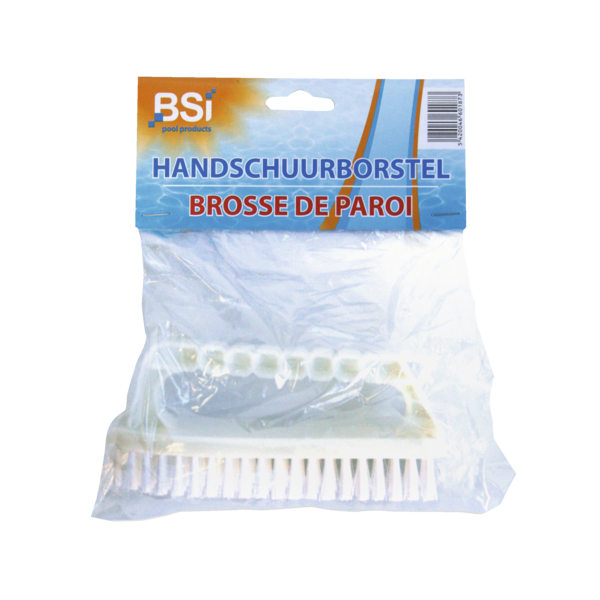 BSi
pool products
HANDSCHUURBORSTEL
BROSSE DE PAROI